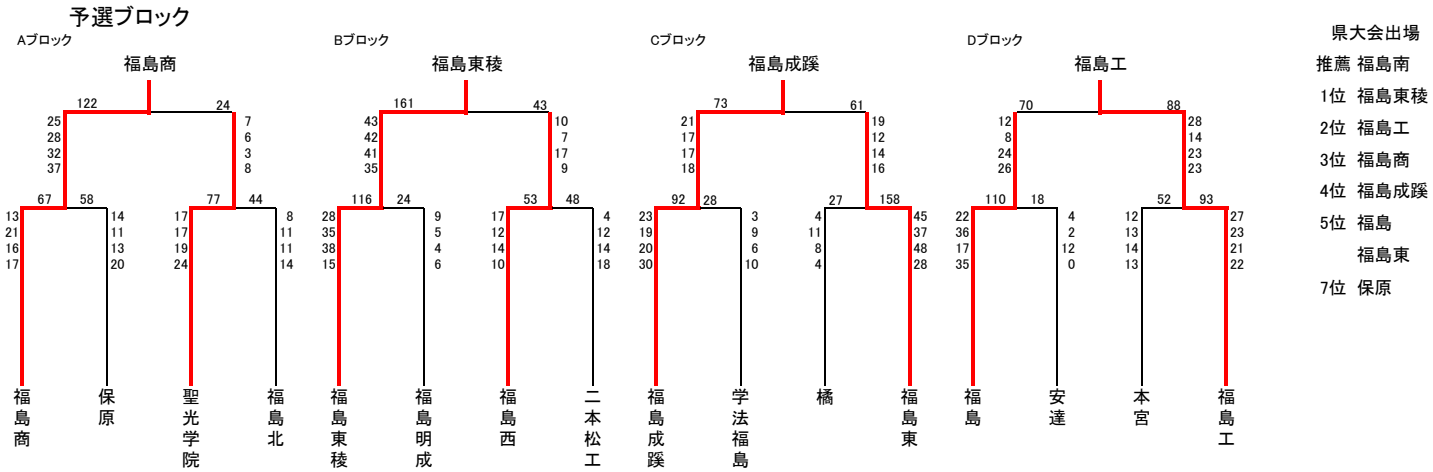 予選ブロック
Aブロック Bブロック Cブロック Dブロック
県大会出場
福島商 福島東稜 福島成蹊 福島工
推薦 福島南
1位 福島東稜
2位 福島工
3位 福島商
4位 福島成蹊
5位 福島
福島東
7位 保原
122 24 161 43 73 61 70 88
25 7 43 10 21 19 12 28
28 6 42 7 17 12 8 14
32 3 41 17 17 14 24 23
37 8 35 9 18 16 26 23
67 58 77 44 116 24 53 48 92 28 27 158 110 18 52 93
13 14 17 8 28 9 17 4 23 3 4 45 22 4 12 27
21 11 17 11 35 5 12 12 19 9 11 37 36 2 13 23
16 13 19 11 38 4 14 14 20 6 8 48 17 12 14 21
17 20 24 14 15 6 10 18 30 10 4 28 35 0 13 22
福島商
保原
聖光学院
福島北
福島東稜
福島明成
福島西
二本松工
福島成蹊
学法福島
橘
福島東
福島
安達
本宮
福島工